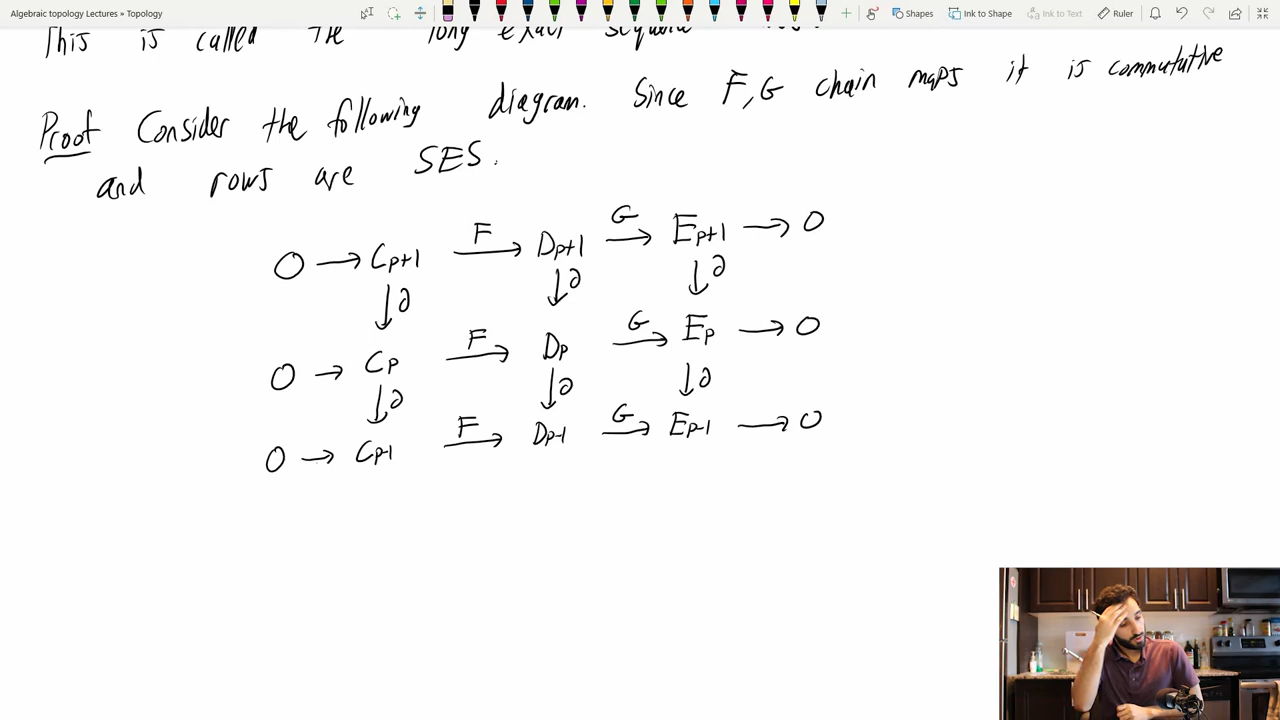 Algebraic topology Lectures – Topology
Shapes Ink to Shape Ink to Text Ruler
This is called the long exact
Proof Consider the following diagram. Since F, G chain maps it is commutative
and rows are SES.
0 → Cp+1 F→ Dp+1 G→ Ep+1 → 0
↓∂ ↓∂ ↓∂
0 → Cp F→ Dp G→ Ep → 0
↓∂ ↓∂ ↓∂
0 → Cp-1 F→ Dp-1 G→ Ep-1 → 0